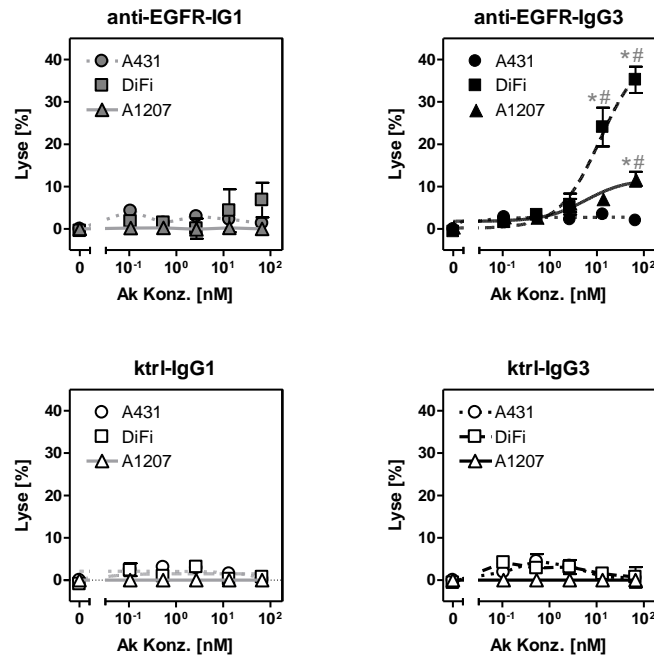 anti-EGFR-IG1
Lyse [%]
40
30
20
10
0
A431
DiFi
A1207
0
10-1
10⁰
10¹
10²
Ak Konz. [nM]
anti-EGFR-IgG3
Lyse [%]
40
30
20
10
0
A431
DiFi
A1207
*#
*#
*#
0
10-1
10⁰
10¹
10²
Ak Konz. [nM]
ktrl-IgG1
Lyse [%]
40
30
20
10
0
A431
DiFi
A1207
0
10-1
10⁰
10¹
10²
Ak Konz. [nM]
ktrl-IgG3
Lyse [%]
40
30
20
10
0
A431
DiFi
A1207
0
10-1
10⁰
10¹
10²
Ak Konz. [nM]